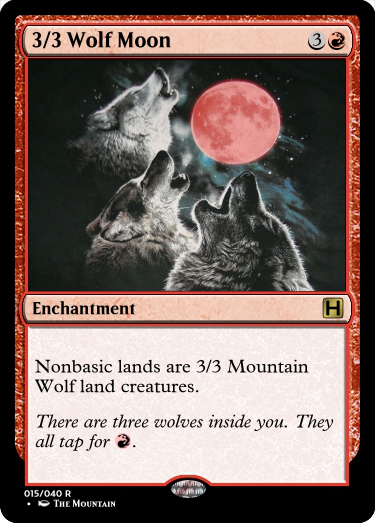 3/3 Wolf Moon 3
Enchantment H
Nonbasic lands are 3/3 Mountain
Wolf land creatures.
There are three wolves inside you. They
all tap for .
015/040 R
• The Mountain